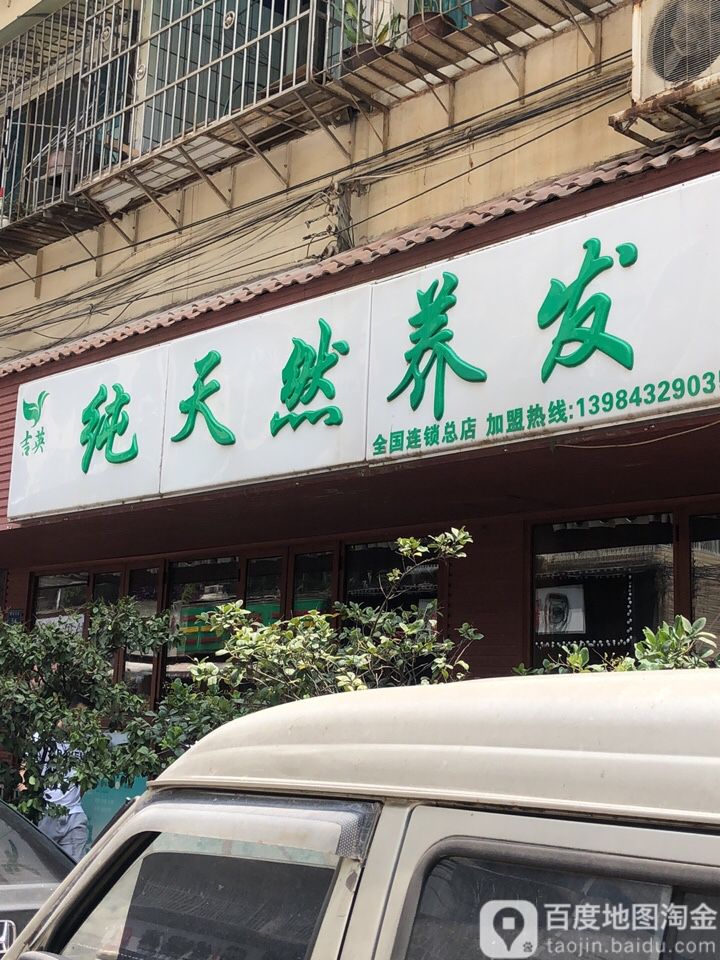 吉英
纯天然养发
全国连锁总店 加盟热线:1398432903
百度地图淘金
taojin.baidu.com